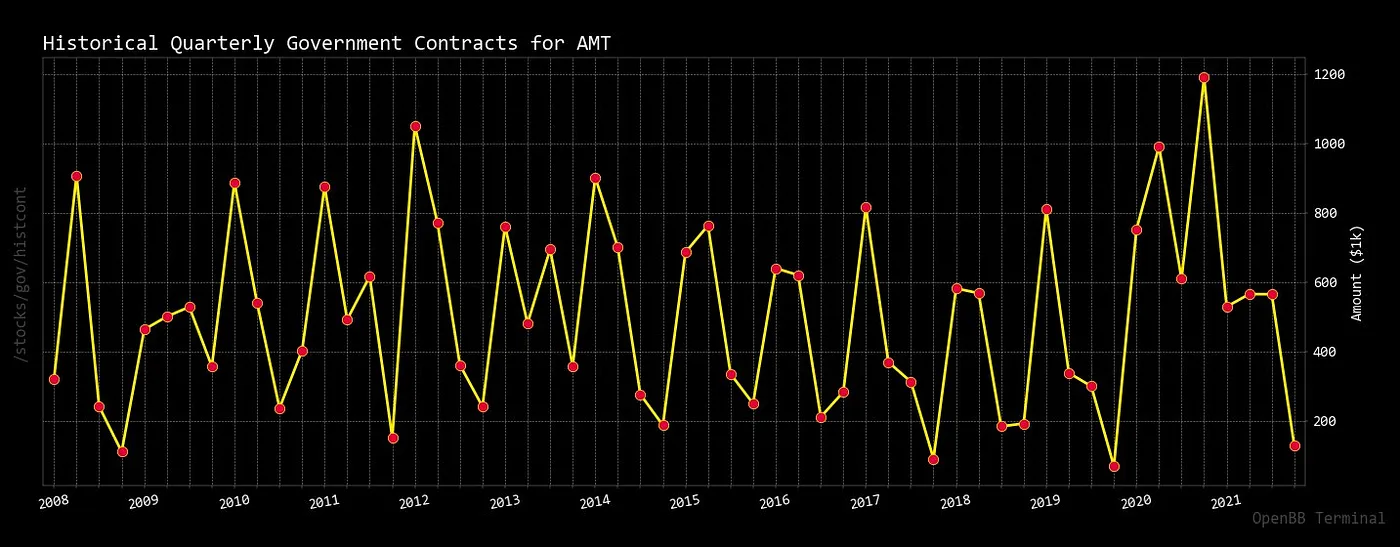 Historical Quarterly Government Contracts for AMT
/stocks/gov/histcont
1200
1000
800
600
400
200
Amount ($1k)
2008 2009 2010 2011 2012 2013 2014 2015 2016 2017 2018 2019 2020 2021
OpenBB Terminal